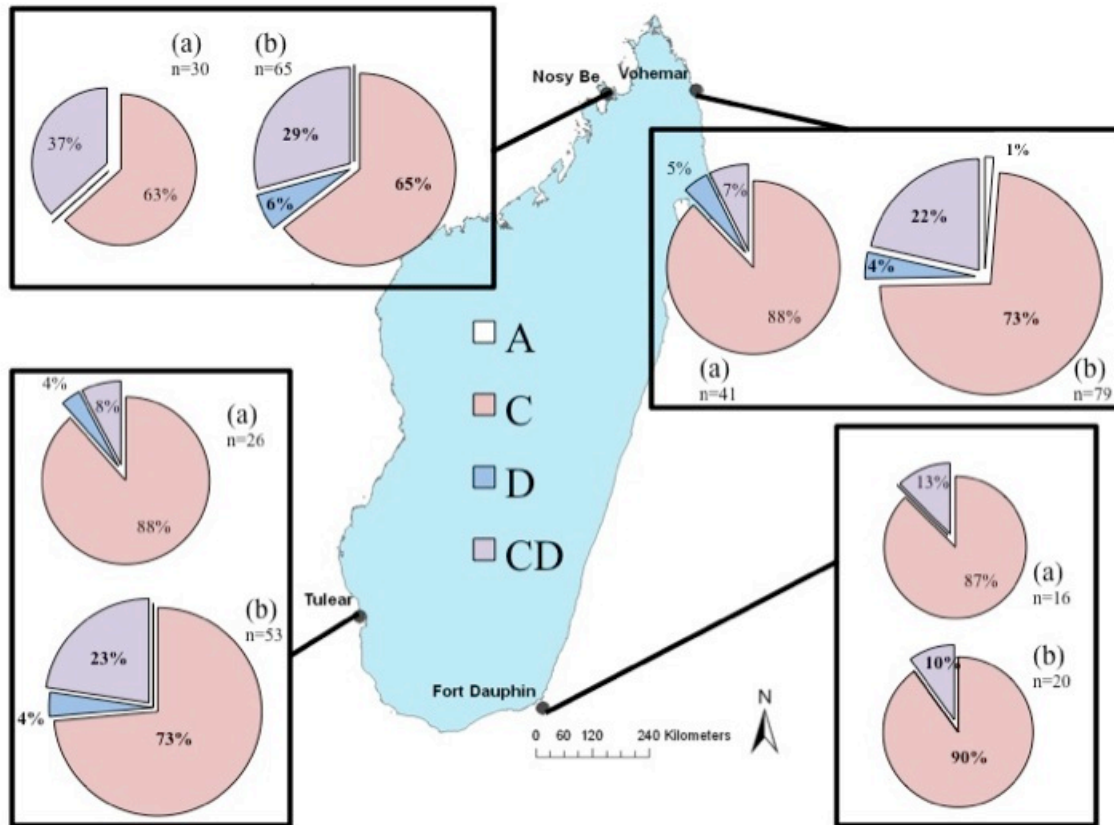 (a)
n=30
37%
63%
(b)
n=65
29%
6%
65%
Nosy Be
Vohemar
5%
7%
88%
(a)
n=41
1%
22%
4%
73%
(b)
n=79
A
C
D
CD
4%
8%
88%
(a)
n=26
23%
4%
73%
(b)
n=53
Tulear
Fort Dauphin
N
0 60 120 240 Kilometers
13%
87%
(a)
n=16
10%
90%
(b)
n=20